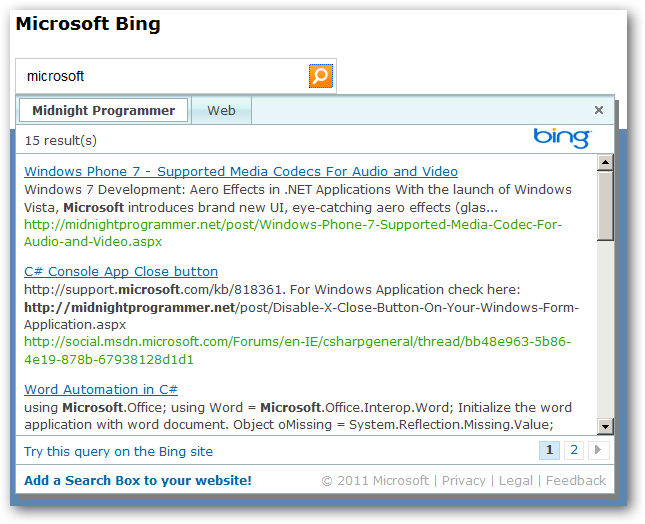 Microsoft Bing
microsoft
Midnight Programmer Web ×
15 result(s) bing
Windows Phone 7 - Supported Media Codecs For Audio and Video
Windows 7 Development: Aero Effects in .NET Applications With the launch of Windows
Vista, Microsoft introduces brand new UI, eye-catching aero effects (glas...
http://midnightprogrammer.net/post/Windows-Phone-7-Supported-Media-Codec-For-
Audio-and-Video.aspx
C# Console App Close button
http://support.microsoft.com/kb/818361. For Windows Application check here:
http://midnightprogrammer.net/post/Disable-X-Close-Button-On-Your-Windows-Form-
Application.aspx
http://social.msdn.microsoft.com/Forums/en-IE/csharpgeneral/thread/bb48e963-5b86-
4e19-878b-67938128d1d1
Word Automation in C#
using Microsoft.Office; using Word = Microsoft.Office.Interop.Word; Initialize the word
application with word document. Object oMissing = System.Reflection.Missing.Value;
Try this query on the Bing site 1 2
Add a Search Box to your website! © 2011 Microsoft | Privacy | Legal | Feedback